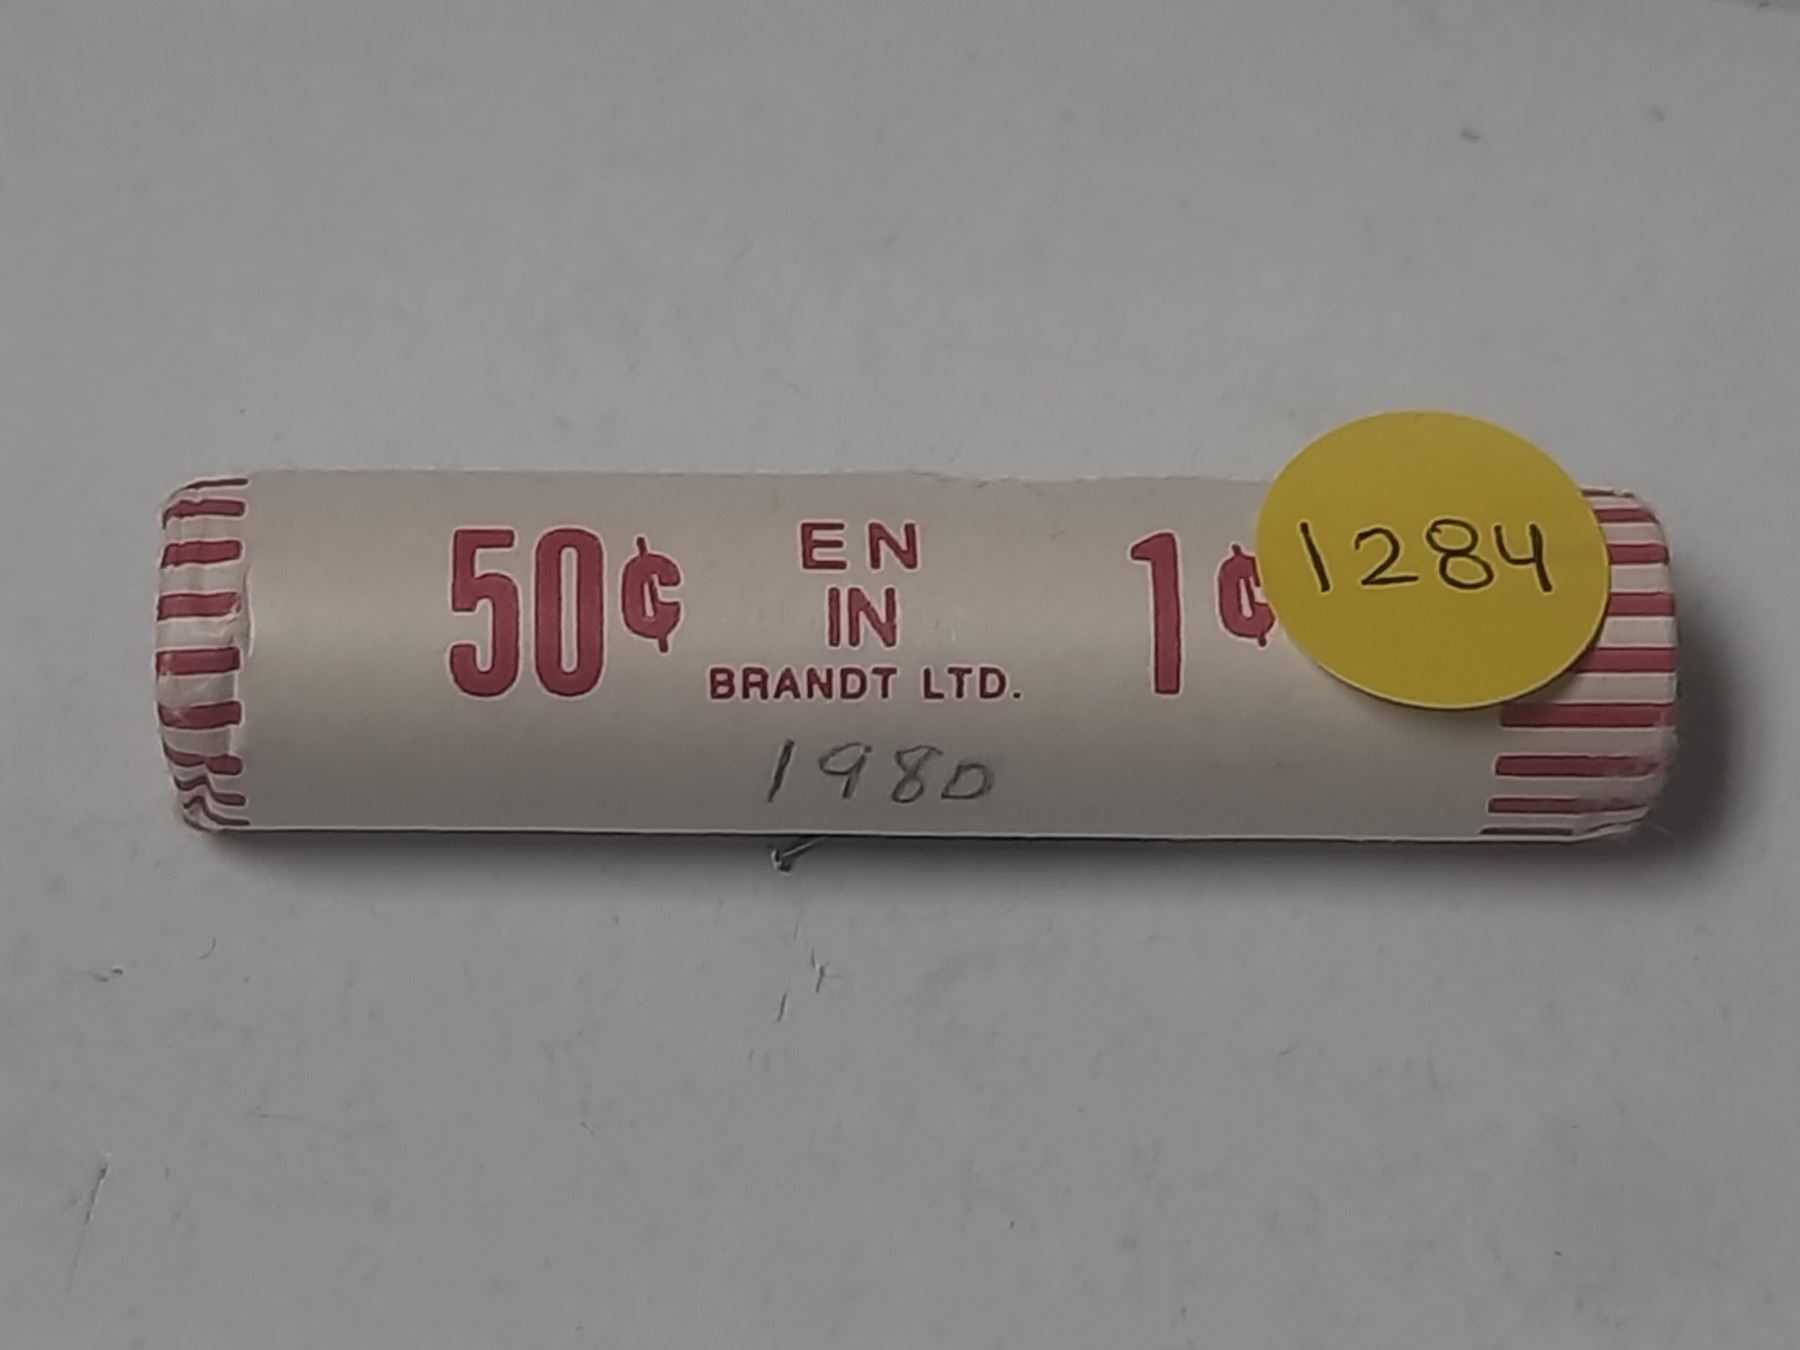 50¢ EN 1¢
IN
BRANDT LTD.
1980
1284